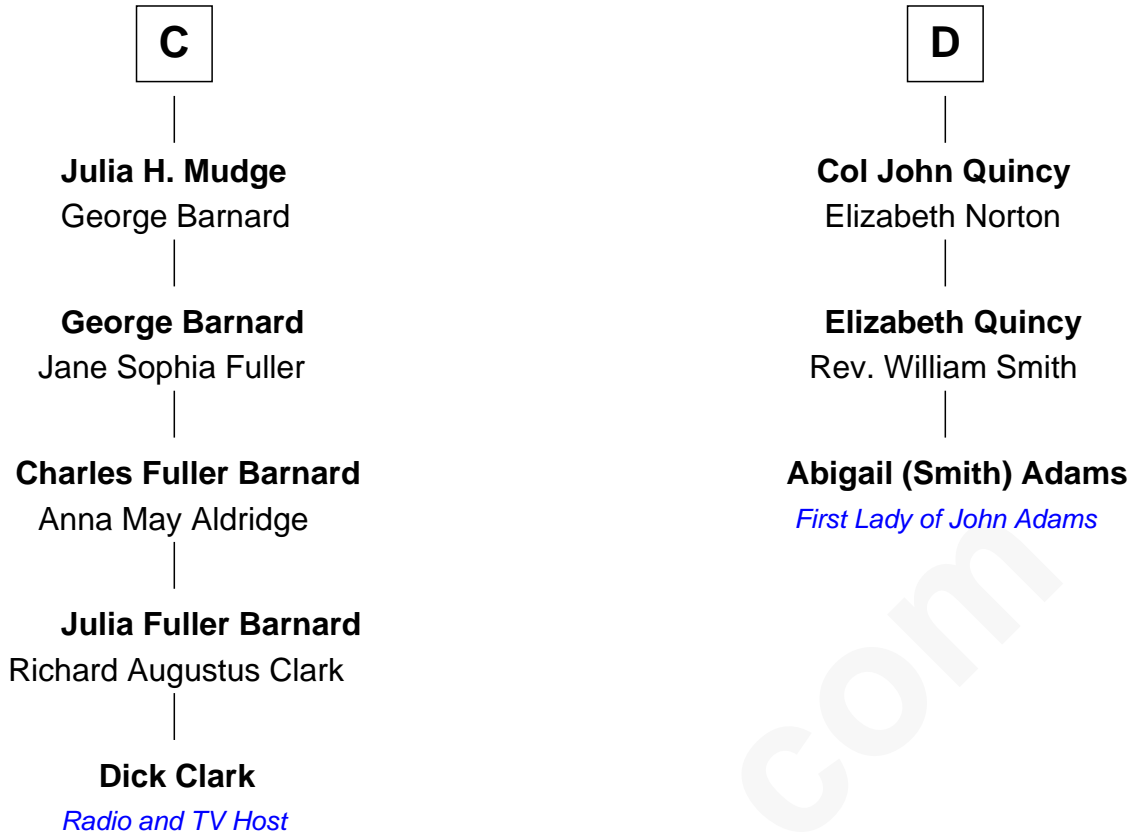 C
Julia H. Mudge
George Barnard
George Barnard
Jane Sophia Fuller
Charles Fuller Barnard
Anna May Aldridge
Julia Fuller Barnard
Richard Augustus Clark
Dick Clark
Radio and TV Host
D
Col John Quincy
Elizabeth Norton
Elizabeth Quincy
Rev. William Smith
Abigail (Smith) Adams
First Lady of John Adams
com